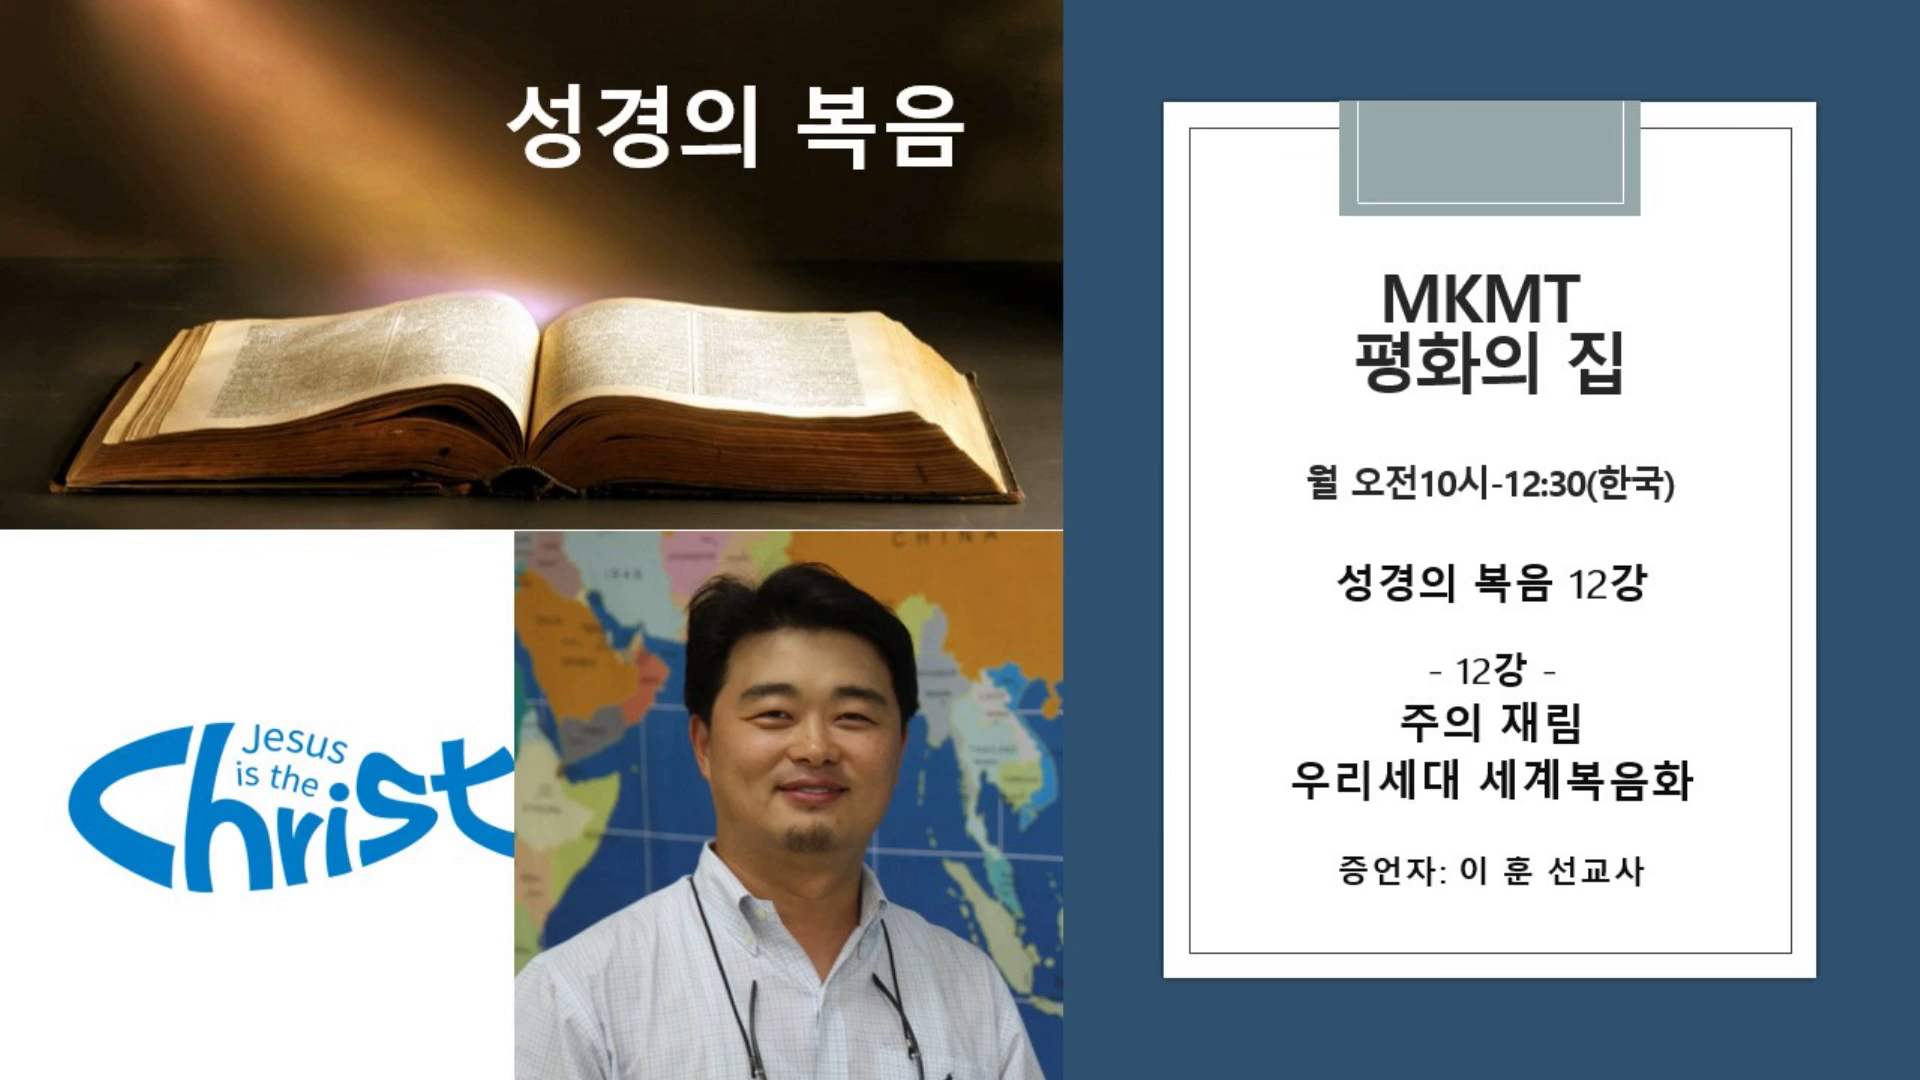 성경의 복음
Jesus
is the
Christ
CHINA
IRAN
MKMT
평화의 집
월 오전10시-12:30(한국)
성경의 복음 12강
- 12강 -
주의 재림
우리세대 세계복음화
증언자: 이 훈 선교사